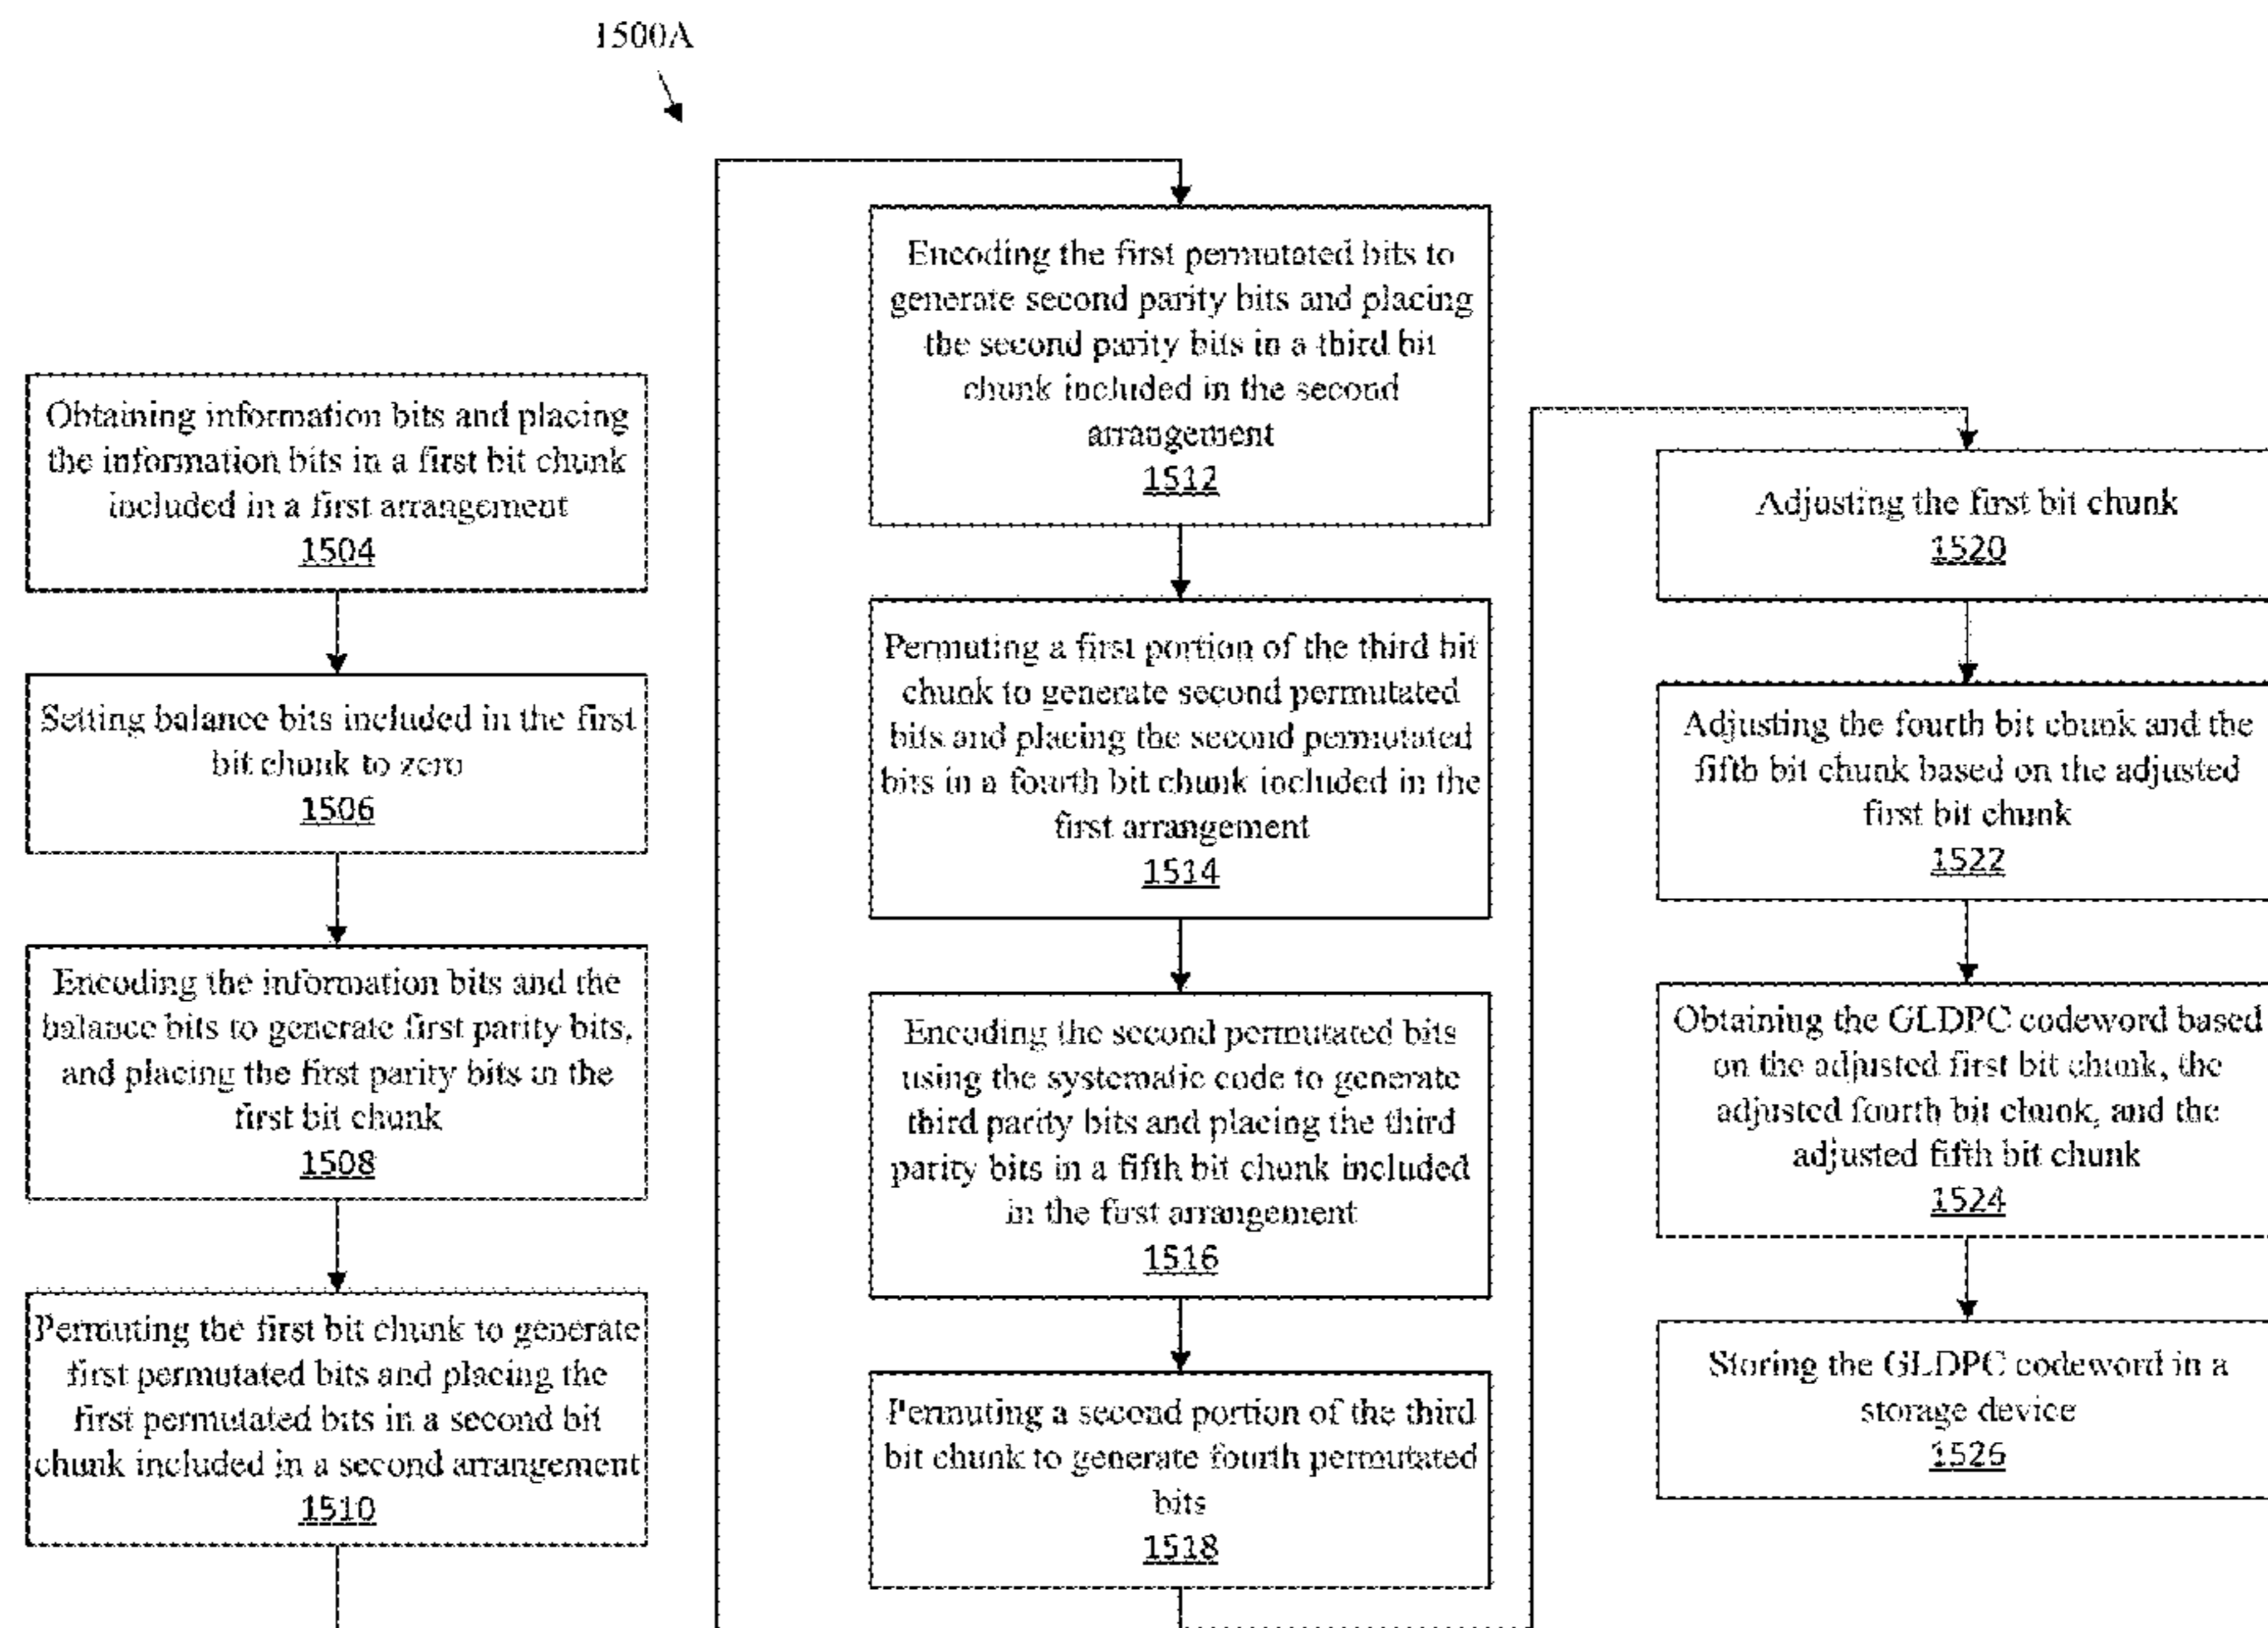 1500A
Obtaining information bits and placing
the information bits in a first bit chunk
included in a first arrangement
1504
Setting balance bits included in the first
bit chunk to zero
1506
Encoding the information bits and the
balance bits to generate first parity bits,
and placing the first parity bits in the
first bit chunk
1508
Permuting the first bit chunk to generate
first permutated bits and placing the
first permutated bits in a second bit
chunk included in a second arrangement
1510
Encoding the first permutated bits to
generate second parity bits and placing
the second parity bits in a third bit
chunk included in the second
arrangement
1512
Permuting a first portion of the third bit
chunk to generate second permutated
bits and placing the second permutated
bits in a fourth bit chunk included in the
first arrangement
1514
Encoding the second permutated bits
using the systematic code to generate
third parity bits and placing the third
parity bits in a fifth bit chunk included
in the first arrangement
1516
Permuting a second portion of the third
bit chunk to generate fourth permutated
bits
1518
Adjusting the first bit chunk
1520
Adjusting the fourth bit chunk and the
fifth bit chunk based on the adjusted
first bit chunk
1522
Obtaining the GLDPC codeword based
on the adjusted first bit chunk, the
adjusted fourth bit chunk, and the
adjusted fifth bit chunk
1524
Storing the GLDPC codeword in a
storage device
1526